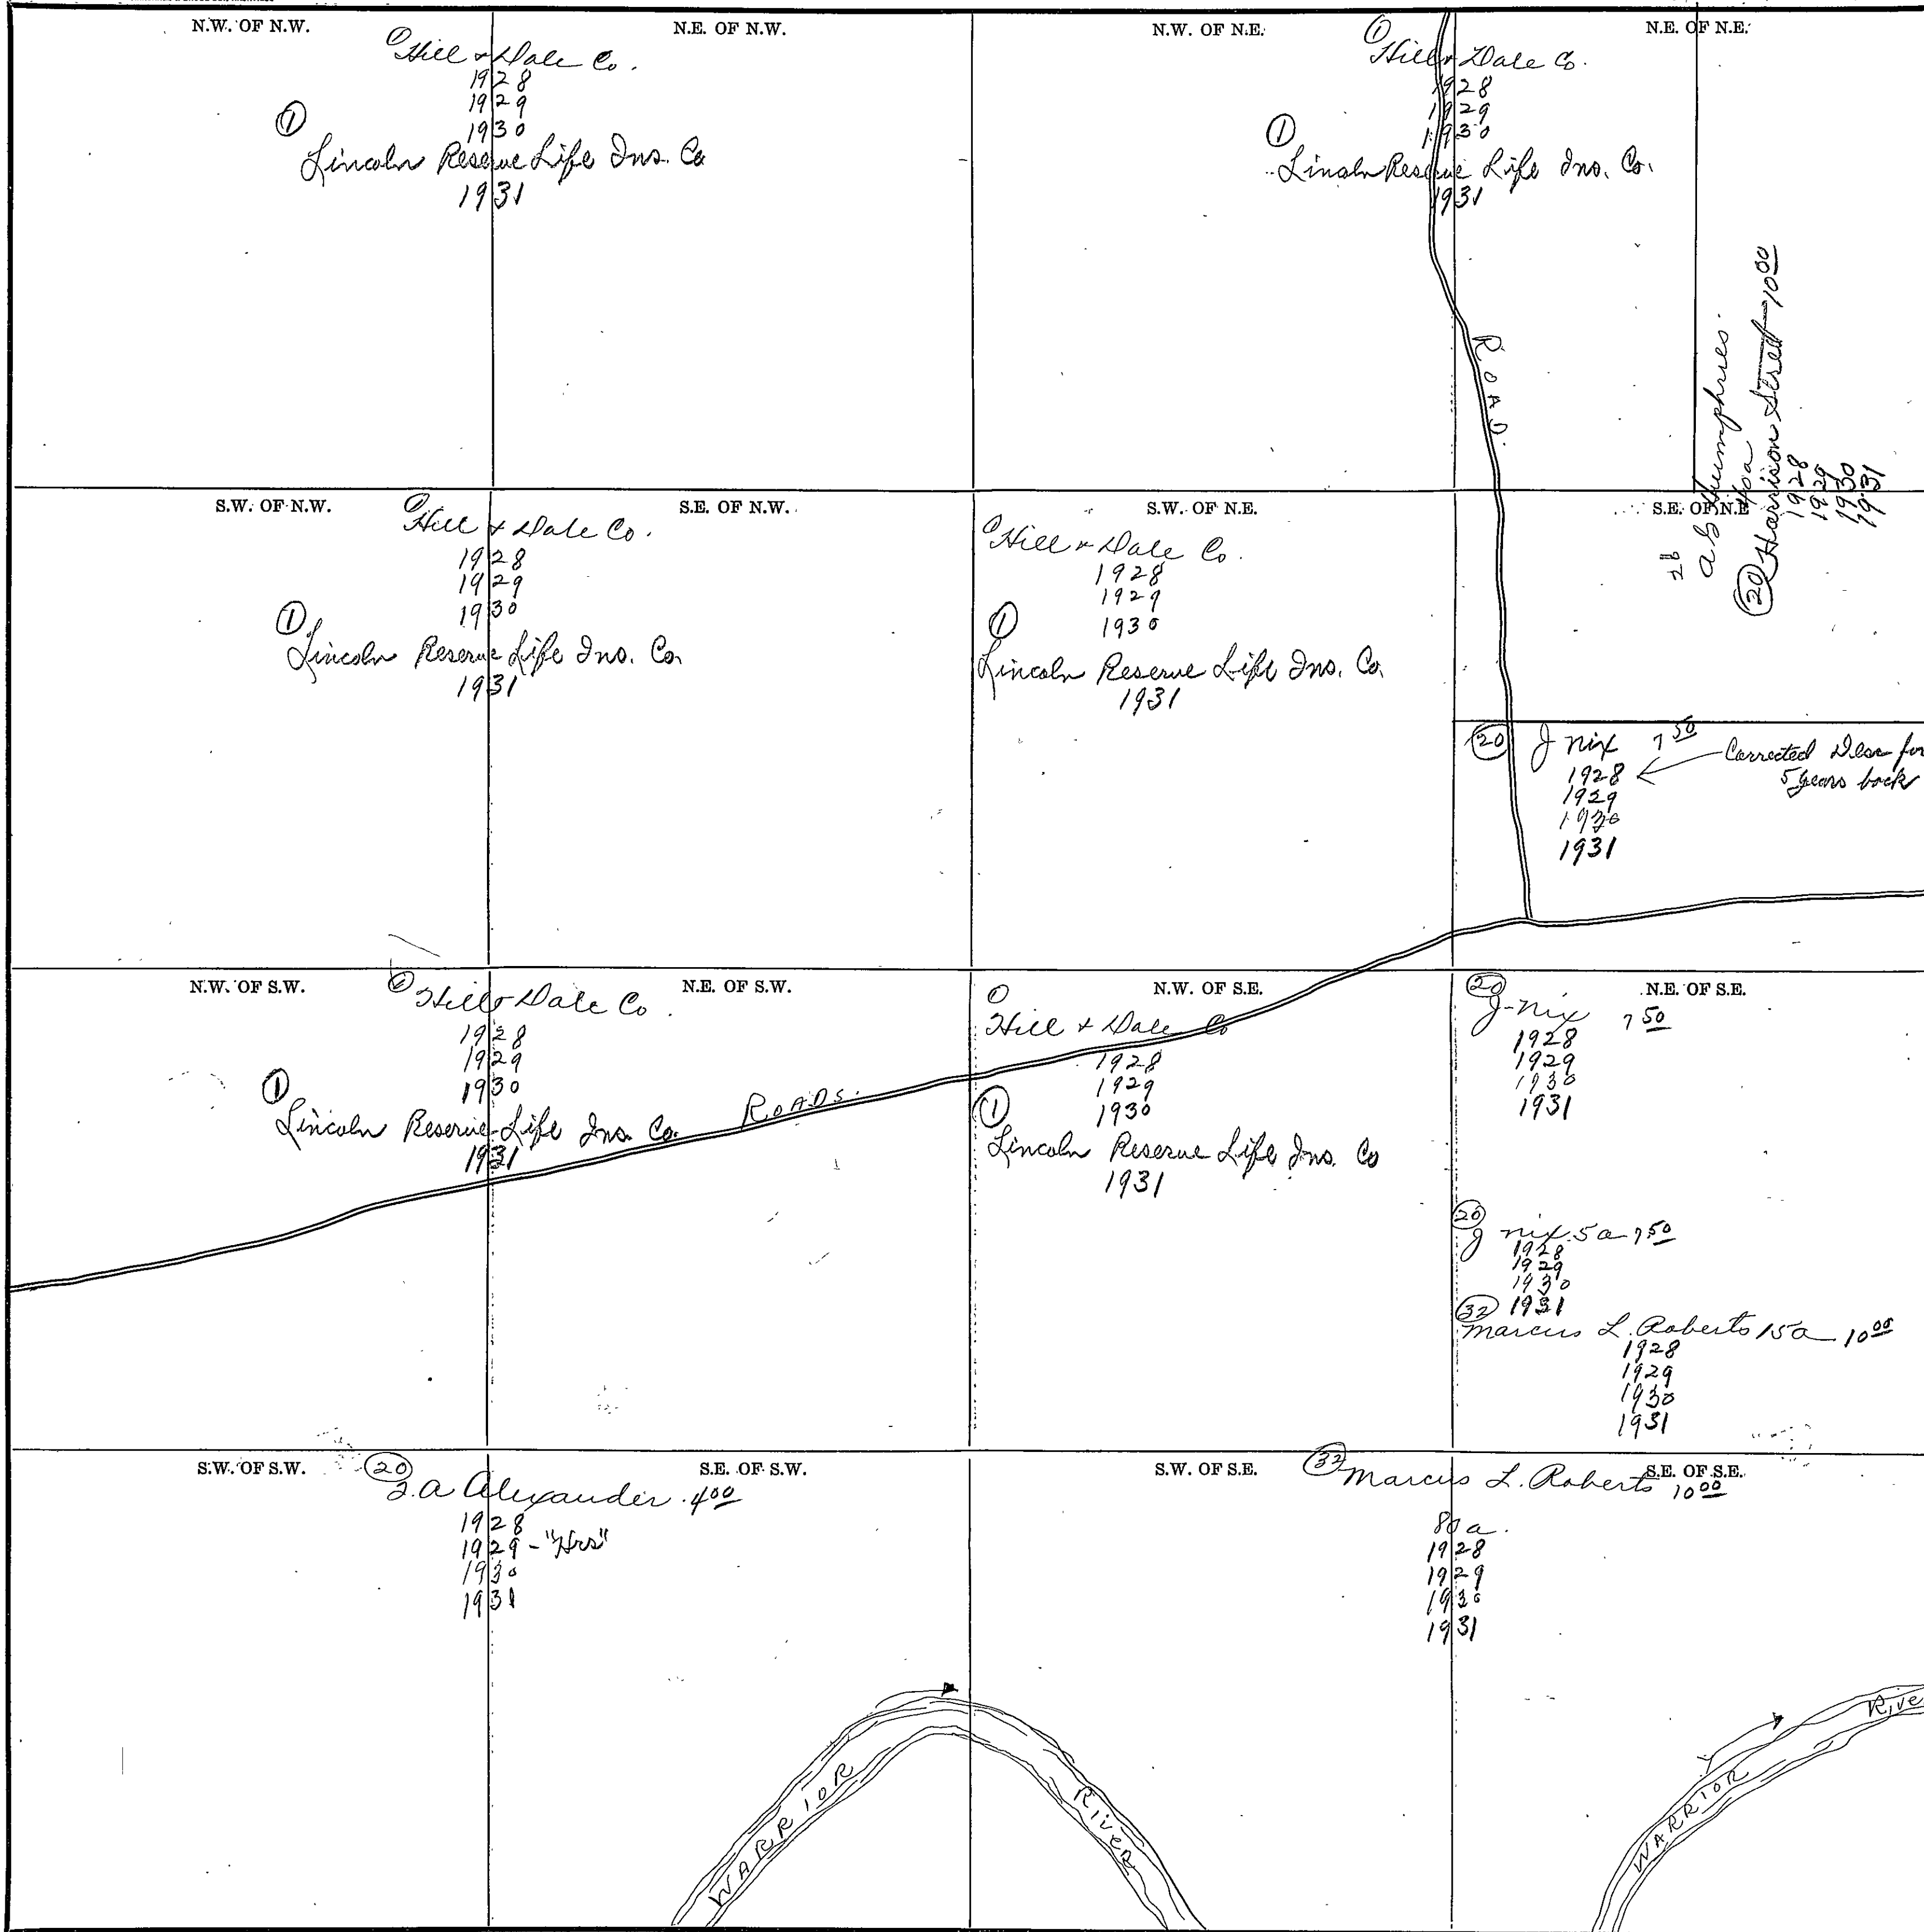 N.W. OF N.W.
N.E. OF N.W.
N.W. OF N.E.
N.E. OF N.E.
① Hill & Dale Co.
1928
1929
1930
①
Lincoln Reserve Life Ins. Co
1931
① Hill & Dale Co.
1928
1929
1930
①
Lincoln Reserve Life Ins. Co.
1931
ROAD.
A S Humphries
40a
⑳ Harrison Street 10 00
1928
1929
1930
1931
S.W. OF N.W.
S.E. OF N.W.
S.W. OF N.E.
S.E. OF N.E
Hill & Dale Co.
1928
1929
1930
①
Lincoln Reserve Life Ins. Co.
1931
Hill & Dale Co.
1928
1929
1930
①
Lincoln Reserve Life Ins. Co.
1931
⑳ J Nix 7 50
1928
1929
1930
1931
Corrected Desc for
5 years back
N.W. OF S.W.
N.E. OF S.W.
N.W. OF S.E.
N.E. OF S.E.
① Hill & Dale Co.
1928
1929
1930
①
Lincoln Reserve Life Ins. Co.
1931
ROADS.
Hill & Dale Co
1928
1929
1930
①
Lincoln Reserve Life Ins. Co
1931
⑳
J Nix 7 50
1928
1929
1930
1931
⑳
J Nix 5a 7 50
1928
1929
1930
1931
㉜
Marcus L. Roberts 15a 10 00
1928
1929
1930
1931
S.W. OF S.W.
S.E. OF S.W.
S.W. OF S.E.
S.E. OF S.E.
⑳
Alexander 4 00
1928
1929 - "Hrs"
1930
1931
㉜ Marcus L. Roberts 10 00
80 a.
1928
1929
1930
1931
WARRIOR RIVER
WARRIOR RIVE